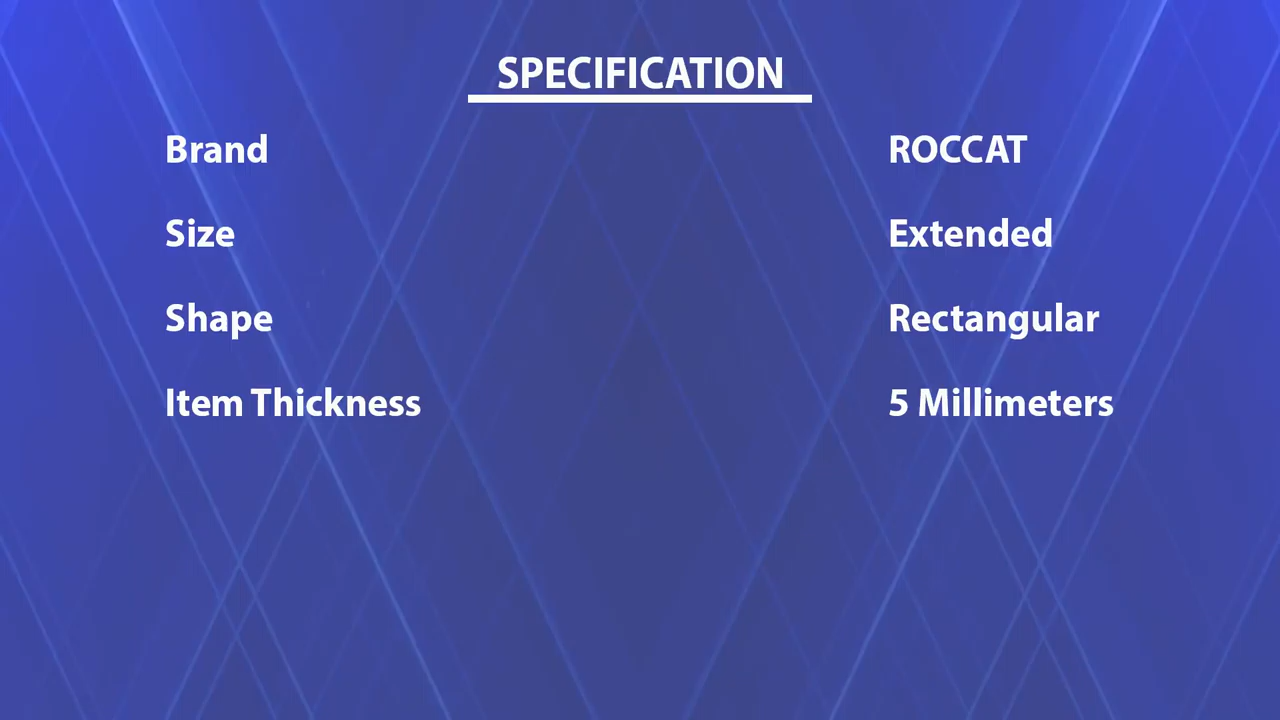 SPECIFICATION
Brand ROCCAT
Size Extended
Shape Rectangular
Item Thickness 5 Millimeters